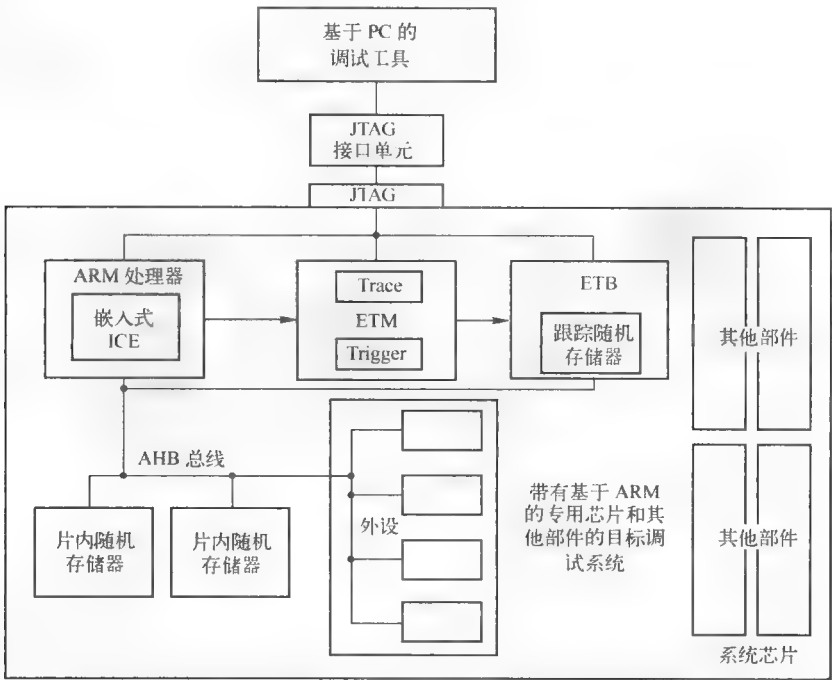 基于 PC 的
调试工具
JTAG
接口单元
JTAG
ARM 处理器
嵌入式
ICE
Trace
ETM
Trigger
ETB
跟踪随机
存储器
其他部件
AHB 总线
片内随机
存储器
片内随机
存储器
外设
带有基于 ARM
的专用芯片和其
他部件的目标调
试系统
其他部件
系统芯片